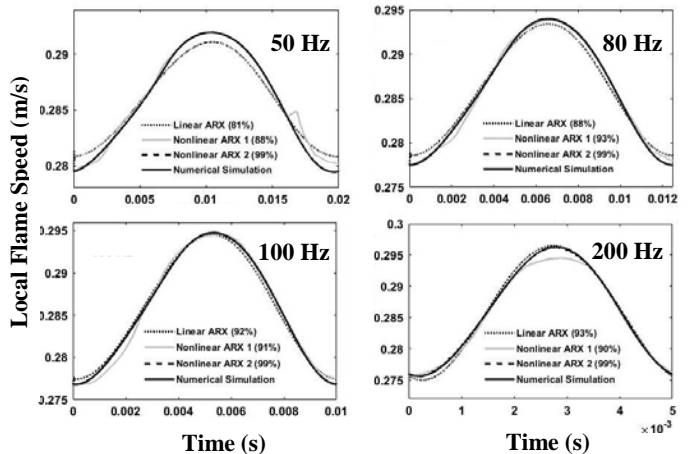 Local Flame Speed (m/s)
50 Hz
0.29
0.285
0.28
Linear ARX (81%)
Nonlinear ARX 1 (88%)
Nonlinear ARX 2 (99%)
Numerical Simulation
0 0.005 0.01 0.015 0.02
80 Hz
0.295
0.29
0.285
0.28
0.275
Linear ARX (88%)
Nonlinear ARX 1 (93%)
Nonlinear ARX 2 (99%)
Numerical Simulation
0 0.002 0.004 0.006 0.008 0.01 0.012
100 Hz
0.295
0.29
0.285
0.28
0.275
Linear ARX (92%)
Nonlinear ARX 1 (91%)
Nonlinear ARX 2 (99%)
Numerical Simulation
0 0.002 0.004 0.006 0.008 0.01
Time (s)
200 Hz
0.3
0.295
0.29
0.285
0.28
0.275
Linear ARX (93%)
Nonlinear ARX 1 (90%)
Nonlinear ARX 2 (99%)
Numerical Simulation
0 1 2 3 4 5
×10⁻³
Time (s)